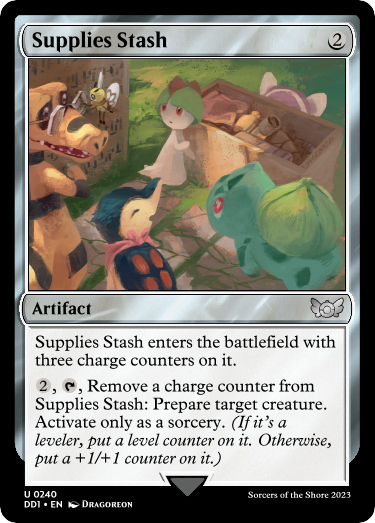 Supplies Stash 2
Artifact
Supplies Stash enters the battlefield with
three charge counters on it.
2, , Remove a charge counter from
Supplies Stash: Prepare target creature.
Activate only as a sorcery. (If it's a
leveler, put a level counter on it. Otherwise,
put a +1/+1 counter on it.)
U 0240
DD1 • EN Dragoreon
Sorcers of the Shore 2023